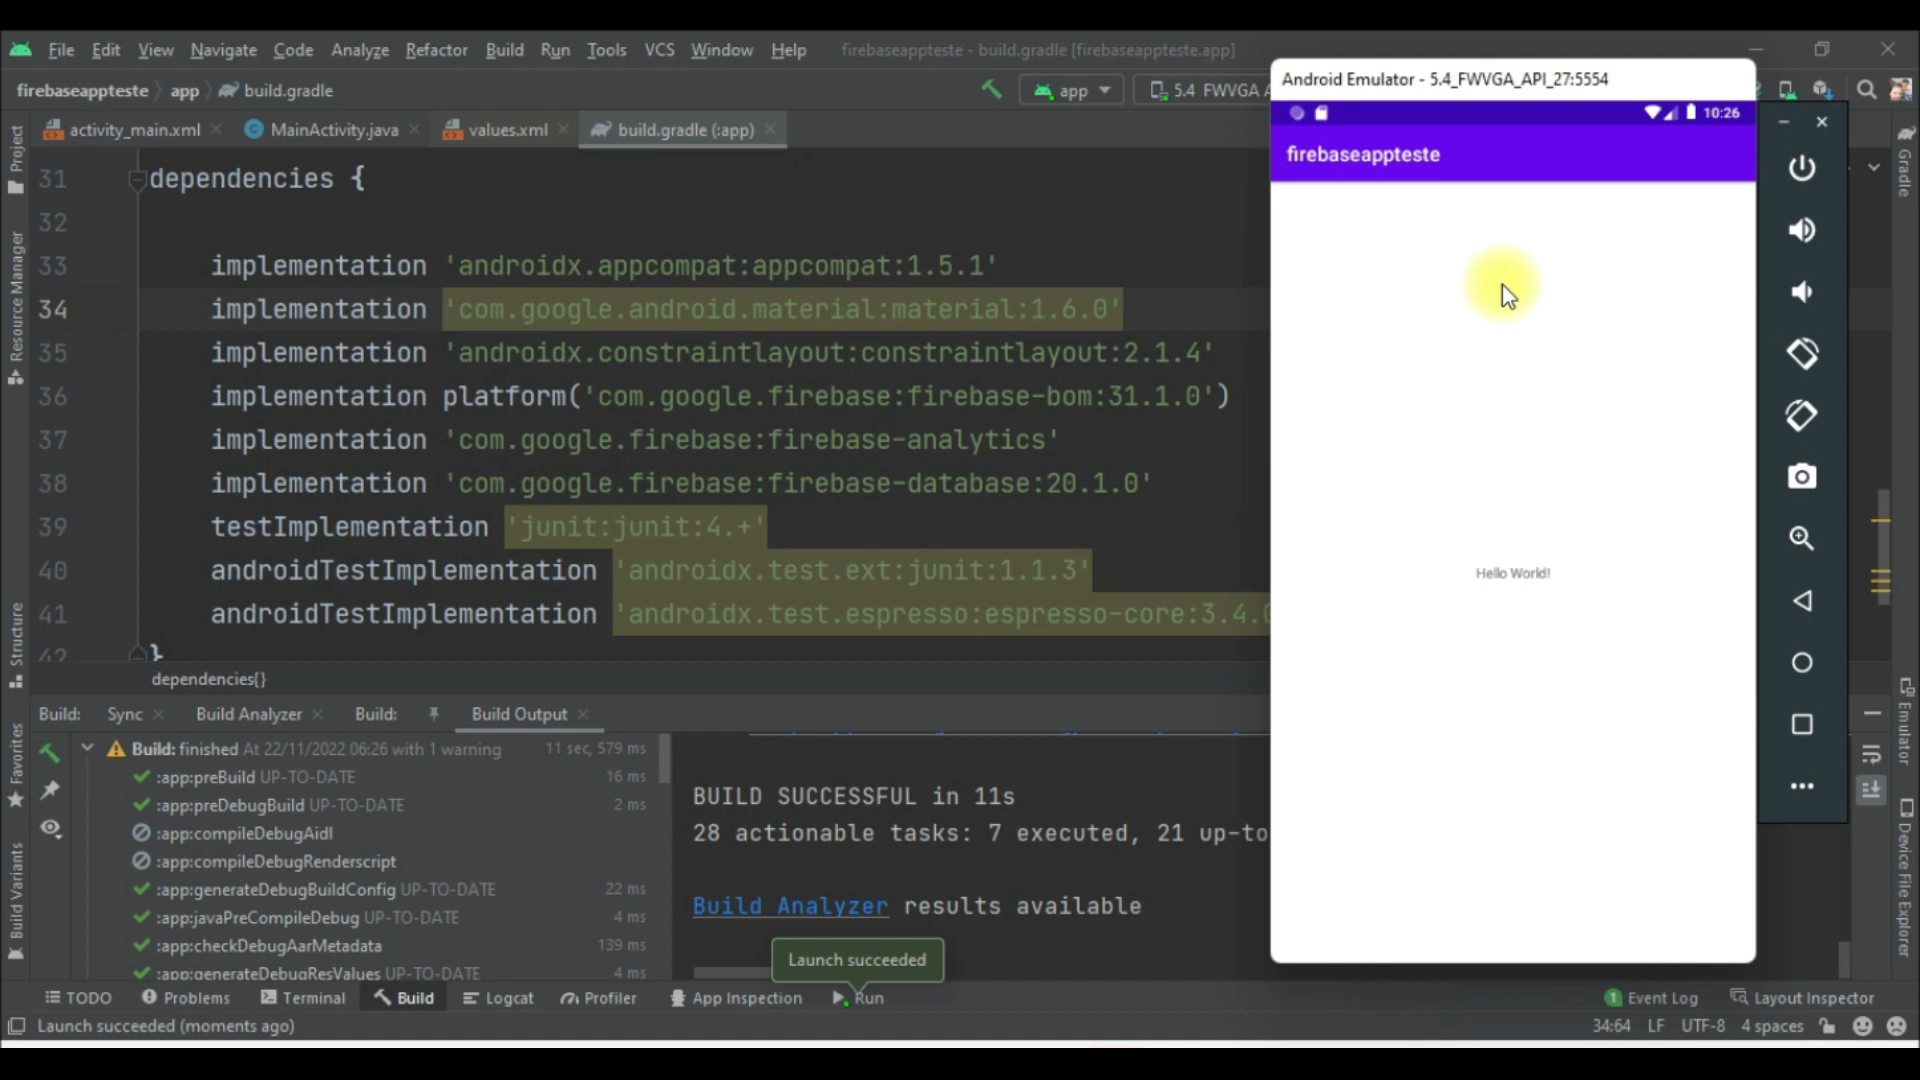 File Edit View Navigate Code Analyze Refactor Build Run Tools VCS Window Help firebaseappteste - build.gradle [firebaseappteste.app]
firebaseappteste app build.gradle app 5.4 FWVGA A
activity_main.xml MainActivity.java values.xml build.gradle (:app)
31 dependencies {
32
33 implementation 'androidx.appcompat:appcompat:1.5.1'
34 implementation 'com.google.android.material:material:1.6.0'
35 implementation 'androidx.constraintlayout:constraintlayout:2.1.4'
36 implementation platform('com.google.firebase:firebase-bom:31.1.0')
37 implementation 'com.google.firebase:firebase-analytics'
38 implementation 'com.google.firebase:firebase-database:20.1.0'
39 testImplementation 'junit:junit:4.+'
40 androidTestImplementation 'androidx.test.ext:junit:1.1.3'
41 androidTestImplementation 'androidx.test.espresso:espresso-core:3.4.0
42 }
dependencies{}
Project
Resource Manager
Structure
Favorites
Build Variants
Build: Sync Build Analyzer Build: Build Output
Build: finished At 22/11/2022 06:26 with 1 warning 11 sec, 579 ms
:app:preBuild UP-TO-DATE 16 ms
:app:preDebugBuild UP-TO-DATE 2 ms
:app:compileDebugAidl
:app:compileDebugRenderscript
:app:generateDebugBuildConfig UP-TO-DATE 22 ms
:app:javaPreCompileDebug UP-TO-DATE 4 ms
:app:checkDebugAarMetadata 139 ms
:app:generateDebugResValues UP-TO-DATE 4 ms
BUILD SUCCESSFUL in 11s
28 actionable tasks: 7 executed, 21 up-to
Build Analyzer results available
Launch succeeded
Android Emulator - 5.4_FWVGA_API_27:5554
10:26
firebaseappteste
Hello World!
Gradle
Emulator
Device File Explorer
TODO Problems Terminal Build Logcat Profiler App Inspection Run 1 Event Log Layout Inspector
Launch succeeded (moments ago) 34:64 LF UTF-8 4 spaces